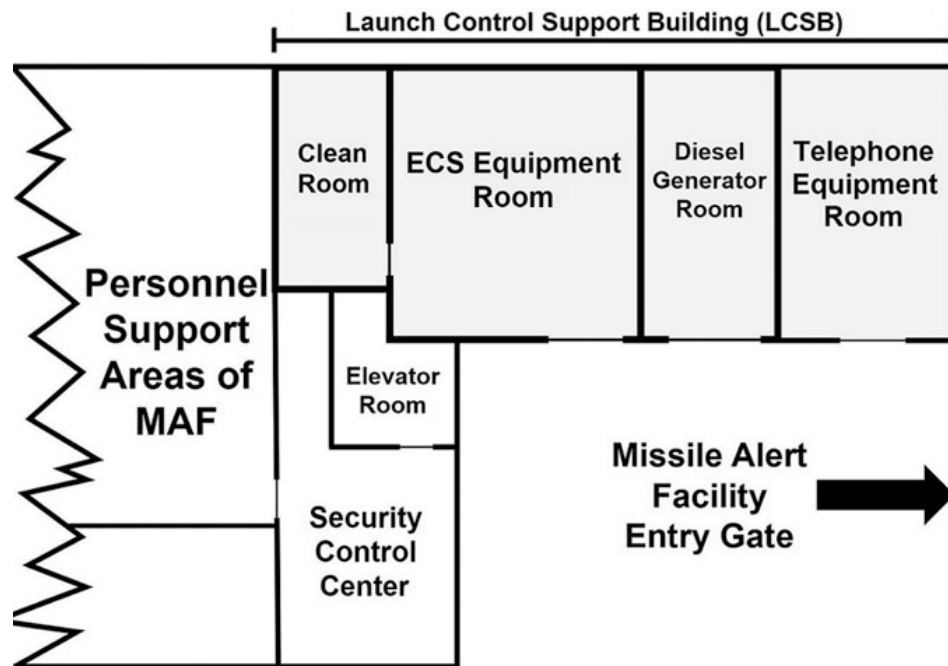 Launch Control Support Building (LCSB)
Clean
Room
ECS Equipment
Room
Diesel
Generator
Room
Telephone
Equipment
Room
Personnel
Support
Areas of
MAF
Elevator
Room
Security
Control
Center
Missile Alert
Facility
Entry Gate